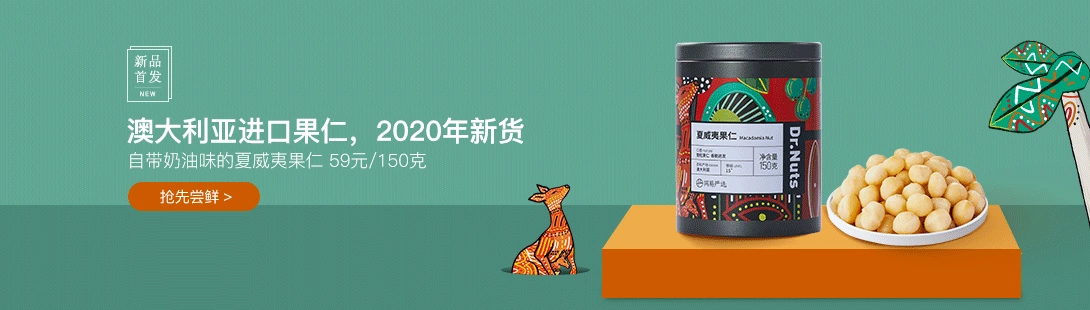 新品
首发
NEW
澳大利亚进口果仁，2020年新货
自带奶油味的夏威夷果仁 59元/150克
抢先尝鲜 >
夏威夷果仁 Macadamia Nut
净含量
150克
网易严选
Dr.Nuts